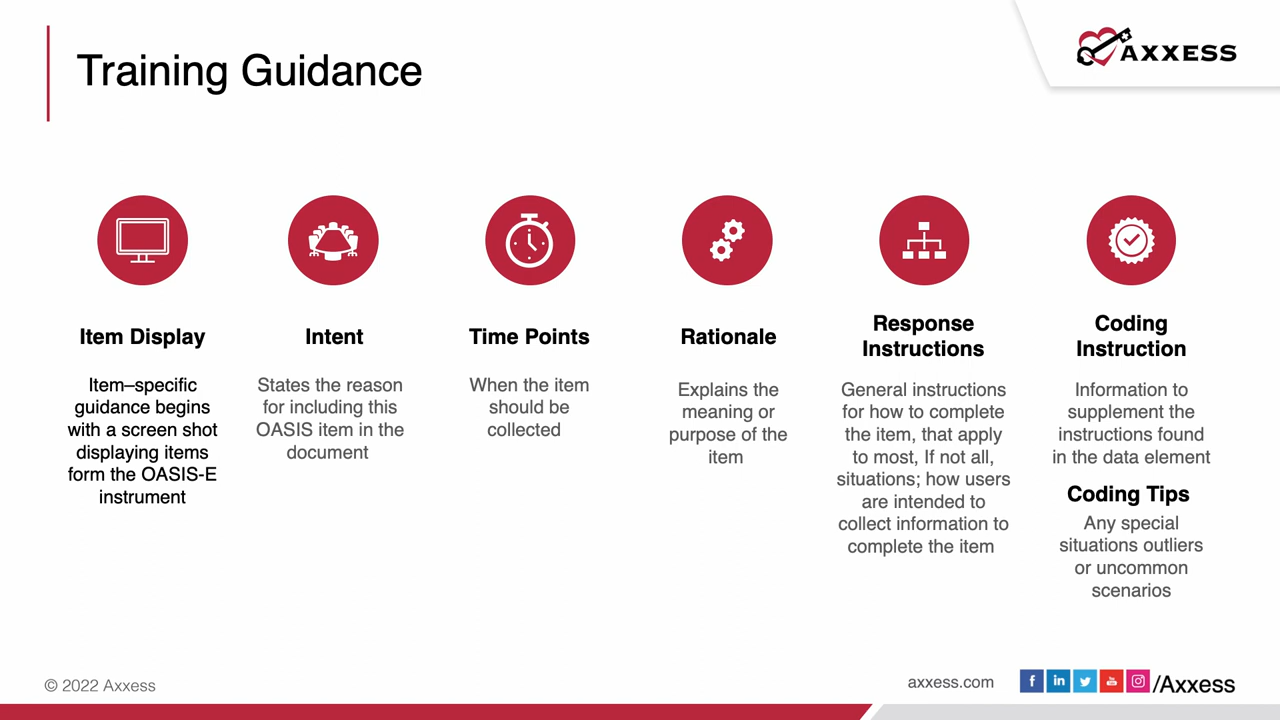 Training Guidance
AXXESS
Item Display
Item–specific
guidance begins
with a screen shot
displaying items
form the OASIS-E
instrument
Intent
States the reason
for including this
OASIS item in the
document
Time Points
When the item
should be
collected
Rationale
Explains the
meaning or
purpose of the
item
Response
Instructions
General instructions
for how to complete
the item, that apply
to most, If not all,
situations; how users
are intended to
collect information to
complete the item
Coding
Instruction
Information to
supplement the
instructions found
in the data element
Coding Tips
Any special
situations outliers
or uncommon
scenarios
© 2022 Axxess
axxess.com
/Axxess